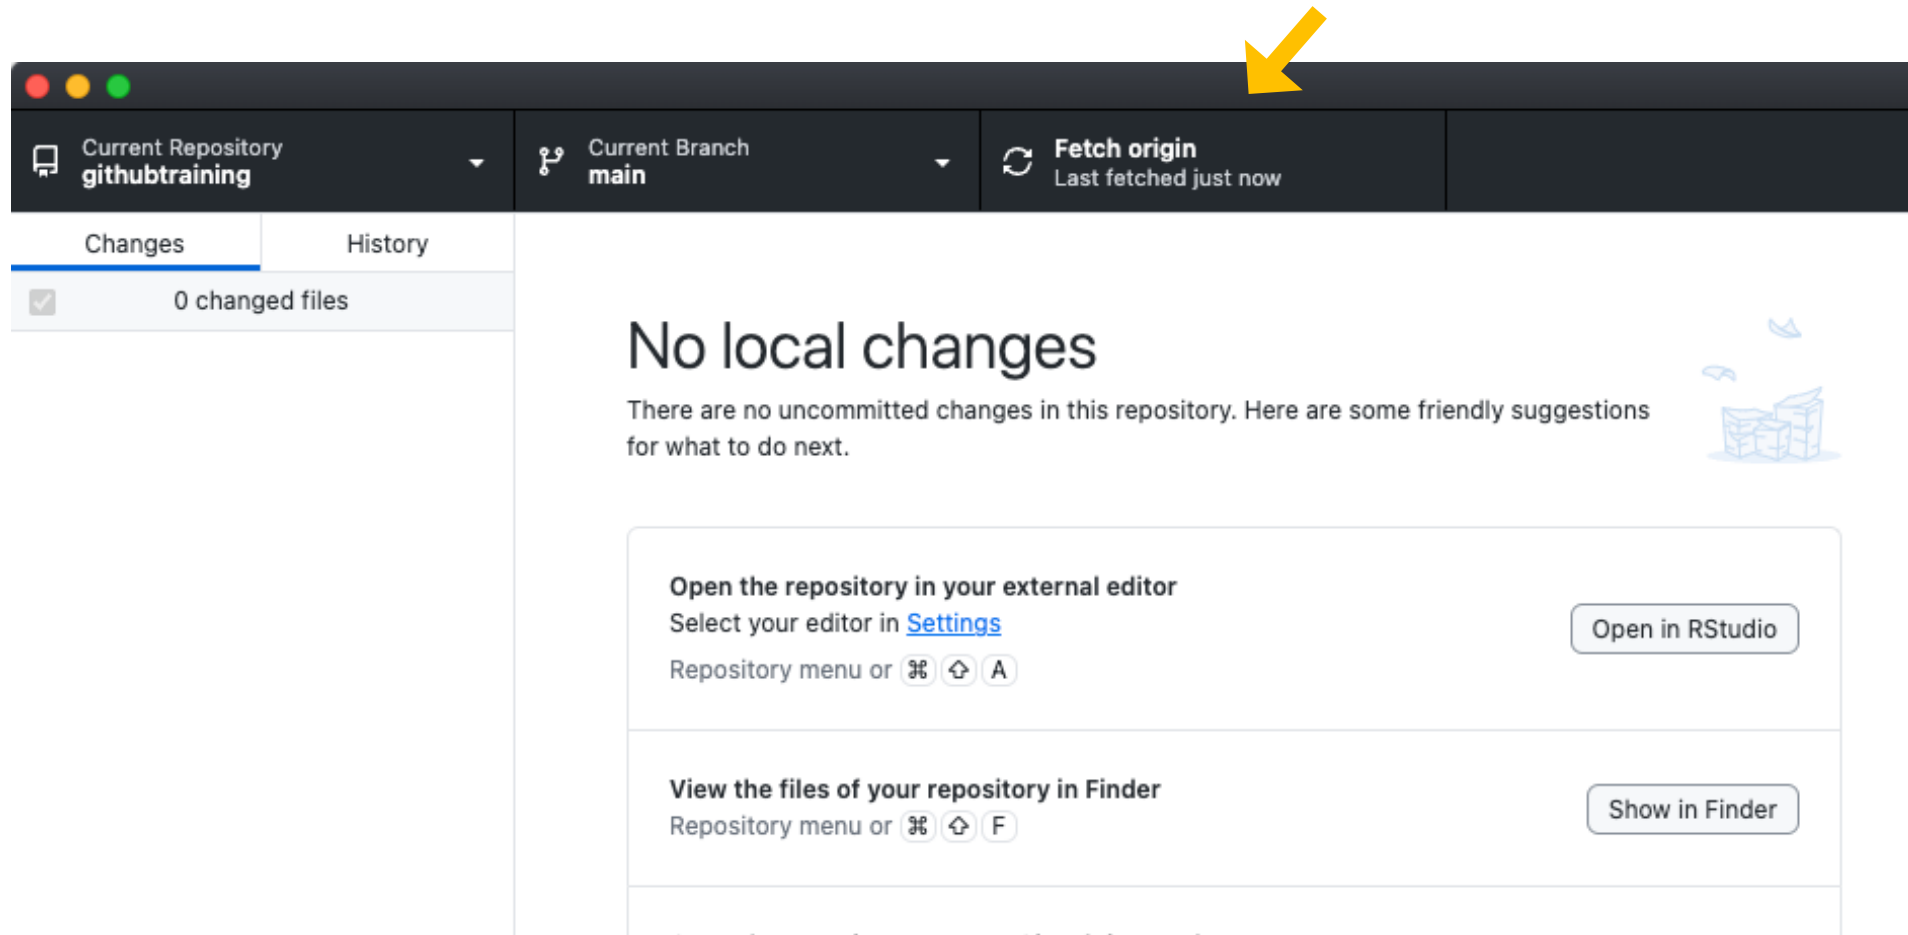 Current Repository
githubtraining
Current Branch
main
Fetch origin
Last fetched just now
Changes
History
0 changed files
No local changes
There are no uncommitted changes in this repository. Here are some friendly suggestions
for what to do next.
Open the repository in your external editor
Select your editor in Settings
Repository menu or ⌘ ⇧ A
Open in RStudio
View the files of your repository in Finder
Repository menu or ⌘ ⇧ F
Show in Finder